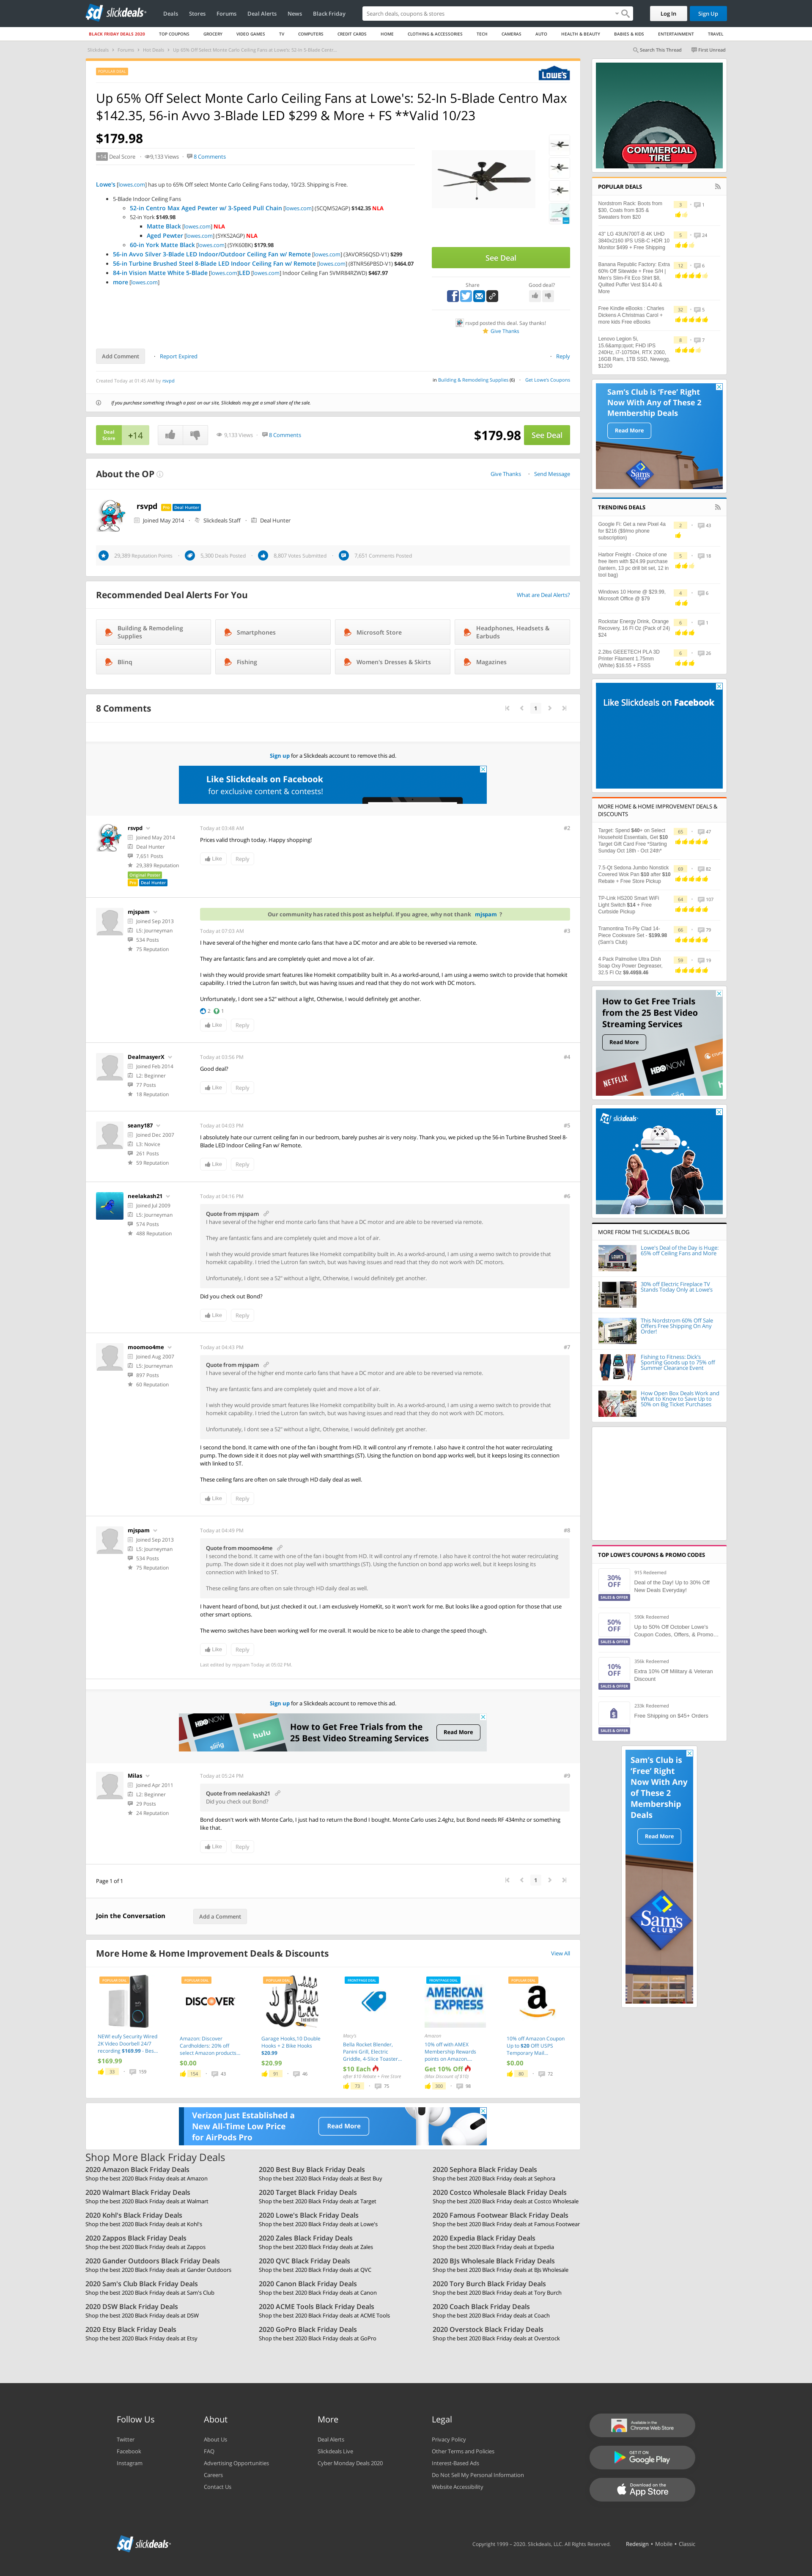 slickdeals
Deals Stores Forums Deal Alerts News Black Friday
Search deals, coupons & stores
Log In Sign Up
BLACK FRIDAY DEALS 2020 TOP COUPONS GROCERY VIDEO GAMES TV COMPUTERS CREDIT CARDS HOME CLOTHING & ACCESSORIES TECH CAMERAS AUTO HEALTH & BEAUTY BABIES & KIDS ENTERTAINMENT TRAVEL
Slickdeals Forums Hot Deals Up 65% Off Select Monte Carlo Ceiling Fans at Lowe's: 52-In 5-Blade Centr...
Search This Thread First Unread
LOWE'S
Up 65% Off Select Monte Carlo Ceiling Fans at Lowe's: 52-In 5-Blade Centro Max
$142.35, 56-in Avvo 3-Blade LED $299 & More + FS **Valid 10/23
$179.98
+14 Deal Score 9,133 Views 8 Comments
Lowe's [lowes.com] has up to 65% Off select Monte Carlo Ceiling Fans today, 10/23. Shipping is Free.
5-Blade Indoor Ceiling Fans
52-in Centro Max Aged Pewter w/ 3-Speed Pull Chain [lowes.com] (5CQM52AGP) $142.35 NLA
52-in York $149.98
Matte Black [lowes.com] NLA
Aged Pewter [lowes.com] (5YK52AGP) NLA
60-in York Matte Black [lowes.com] (5YK60BK) $179.98
56-in Avvo Silver 3-Blade LED Indoor/Outdoor Ceiling Fan w/ Remote [lowes.com] (3AVOR56QSD-V1) $299
56-in Turbine Brushed Steel 8-Blade LED Indoor Ceiling Fan w/ Remote [lowes.com] (8TNR56PBSD-V1) $464.07
84-in Vision Matte White 5-Blade [lowes.com]LED[lowes.com] Indoor Ceiling Fan 5VMR84RZWD) $467.97
more [lowes.com]
See Deal
Share Good deal?
rsvpd posted this deal. Say thanks!
Give Thanks
Add Comment Report Expired Reply
Created Today at 01:45 AM by rsvpd
in Building & Remodeling Supplies (6) Get Lowe's Coupons
If you purchase something through a post on our site, Slickdeals may get a small share of the sale.
Deal Score +14 9,133 Views 8 Comments $179.98 See Deal
About the OP Give Thanks Send Message
rsvpd Pro Deal Hunter
Joined May 2014 Slickdeals Staff Deal Hunter
29,389 Reputation Points 5,300 Deals Posted 8,807 Votes Submitted 7,651 Comments Posted
Recommended Deal Alerts For You What are Deal Alerts?
Building & Remodeling Supplies
Smartphones
Microsoft Store
Headphones, Headsets & Earbuds
Blinq
Fishing
Women's Dresses & Skirts
Magazines
8 Comments 1
Sign up for a Slickdeals account to remove this ad.
Like Slickdeals on Facebook
for exclusive content & contests!
rsvpd
Joined May 2014
Deal Hunter
7,651 Posts
29,389 Reputation
Original Poster
Pro Deal Hunter
Today at 03:48 AM #2
Prices valid through today. Happy shopping!
Like Reply
mjspam
Joined Sep 2013
L5: Journeyman
534 Posts
75 Reputation
Our community has rated this post as helpful. If you agree, why not thank mjspam ?
Today at 07:03 AM #3
I have several of the higher end monte carlo fans that have a DC motor and are able to be reversed via remote.
They are fantastic fans and are completely quiet and move a lot of air.
I wish they would provide smart features like Homekit compatibility built in. As a workd-around, I am using a wemo switch to provide that homekit
capability. I tried the Lutron fan switch, but was having issues and read that they do not work with DC motors.
Unfortunately, I dont see a 52" without a light, Otherwise, I would definitely get another.
2 1
Like Reply
DealmasyerX
Joined Feb 2014
L2: Beginner
77 Posts
18 Reputation
Today at 03:56 PM #4
Good deal?
Like Reply
seany187
Joined Dec 2007
L3: Novice
261 Posts
59 Reputation
Today at 04:03 PM #5
I absolutely hate our current ceiling fan in our bedroom, barely pushes air is very noisy. Thank you, we picked up the 56-in Turbine Brushed Steel 8-
Blade LED Indoor Ceiling Fan w/ Remote.
Like Reply
neelakash21
Joined Jul 2009
L5: Journeyman
574 Posts
488 Reputation
Today at 04:16 PM #6
Quote from mjspam
I have several of the higher end monte carlo fans that have a DC motor and are able to be reversed via remote.
They are fantastic fans and are completely quiet and move a lot of air.
I wish they would provide smart features like Homekit compatibility built in. As a workd-around, I am using a wemo switch to provide that homekit
capability. I tried the Lutron fan switch, but was having issues and read that they do not work with DC motors.
Unfortunately, I dont see a 52" without a light, Otherwise, I would definitely get another.
Did you check out Bond?
Like Reply
moomoo4me
Joined Aug 2007
L5: Journeyman
897 Posts
60 Reputation
Today at 04:43 PM #7
Quote from mjspam
I have several of the higher end monte carlo fans that have a DC motor and are able to be reversed via remote.
They are fantastic fans and are completely quiet and move a lot of air.
I wish they would provide smart features like Homekit compatibility built in. As a workd-around, I am using a wemo switch to provide that homekit
capability. I tried the Lutron fan switch, but was having issues and read that they do not work with DC motors.
Unfortunately, I dont see a 52" without a light, Otherwise, I would definitely get another.
I second the bond. It came with one of the fan i bought from HD. It will control any rf remote. I also have it control the hot water recirculating
pump. The down side it it does not play well with smartthings (ST). Using the function on bond app works well, but it keeps losing its connection
with linked to ST.
These ceiling fans are often on sale through HD daily deal as well.
Like Reply
mjspam
Joined Sep 2013
L5: Journeyman
534 Posts
75 Reputation
Today at 04:49 PM #8
Quote from moomoo4me
I second the bond. It came with one of the fan i bought from HD. It will control any rf remote. I also have it control the hot water recirculating
pump. The down side it it does not play well with smartthings (ST). Using the function on bond app works well, but it keeps losing its
connection with linked to ST.
These ceiling fans are often on sale through HD daily deal as well.
I havent heard of bond, but just checked it out. I am exclusively HomeKit, so it won't work for me. But looks like a good option for those that use
other smart options.
The wemo switches have been working well for me overall. It would be nice to be able to change the speed though.
Like Reply
Last edited by mjspam Today at 05:02 PM
Sign up for a Slickdeals account to remove this ad.
sling hulu
How to Get Free Trials from the
25 Best Video Streaming Services
Read More
Milas
Joined Apr 2011
L2: Beginner
29 Posts
24 Reputation
Today at 05:24 PM #9
Quote from neelakash21
Did you check out Bond?
Bond doesn't work with Monte Carlo, I just had to return the Bond I bought. Monte Carlo uses 2.4ghz, but Bond needs RF 434mhz or something
like that.
Like Reply
Page 1 of 1 1
Join the Conversation Add a Comment
More Home & Home Improvement Deals & Discounts View All
NEW! eufy Security Wired
2K Video Doorbell 24/7
recording $169.99 - Bes...
$169.99
93 159
DISCOVER
Amazon: Discover
Cardholders: 20% off
select Amazon products...
$0.00
154 43
Garage Hooks,10 Double
Hooks + 2 Bike Hooks
$20.99
$20.99
91 46
Macy's
Bella Rocket Blender,
Panini Grill, Electric
Griddle, 4-Slice Toaster...
$10 Each
after $10 Rebate + Free Store
73 75
AMERICAN EXPRESS
Amazon
10% off with AMEX
Membership Rewards
points on Amazon....
Get 10% Off
(Max Discount of $10)
300 98
10% off Amazon Coupon
Up to $20 Off USPS
Temporary Mail...
$0.00
80 72
Verizon Just Established a
New All-Time Low Price
for AirPods Pro
Read More
Shop More Black Friday Deals
2020 Amazon Black Friday Deals
Shop the best 2020 Black Friday deals at Amazon
2020 Walmart Black Friday Deals
Shop the best 2020 Black Friday deals at Walmart
2020 Kohl's Black Friday Deals
Shop the best 2020 Black Friday deals at Kohl's
2020 Zappos Black Friday Deals
Shop the best 2020 Black Friday deals at Zappos
2020 Gander Outdoors Black Friday Deals
Shop the best 2020 Black Friday deals at Gander Outdoors
2020 Sam's Club Black Friday Deals
Shop the best 2020 Black Friday deals at Sam's Club
2020 DSW Black Friday Deals
Shop the best 2020 Black Friday deals at DSW
2020 Etsy Black Friday Deals
Shop the best 2020 Black Friday deals at Etsy
2020 Best Buy Black Friday Deals
Shop the best 2020 Black Friday deals at Best Buy
2020 Target Black Friday Deals
Shop the best 2020 Black Friday deals at Target
2020 Lowe's Black Friday Deals
Shop the best 2020 Black Friday deals at Lowe's
2020 Zales Black Friday Deals
Shop the best 2020 Black Friday deals at Zales
2020 QVC Black Friday Deals
Shop the best 2020 Black Friday deals at QVC
2020 Canon Black Friday Deals
Shop the best 2020 Black Friday deals at Canon
2020 ACME Tools Black Friday Deals
Shop the best 2020 Black Friday deals at ACME Tools
2020 GoPro Black Friday Deals
Shop the best 2020 Black Friday deals at GoPro
2020 Sephora Black Friday Deals
Shop the best 2020 Black Friday deals at Sephora
2020 Costco Wholesale Black Friday Deals
Shop the best 2020 Black Friday deals at Costco Wholesale
2020 Famous Footwear Black Friday Deals
Shop the best 2020 Black Friday deals at Famous Footwear
2020 Expedia Black Friday Deals
Shop the best 2020 Black Friday deals at Expedia
2020 BJs Wholesale Black Friday Deals
Shop the best 2020 Black Friday deals at BJs Wholesale
2020 Tory Burch Black Friday Deals
Shop the best 2020 Black Friday deals at Tory Burch
2020 Coach Black Friday Deals
Shop the best 2020 Black Friday deals at Coach
2020 Overstock Black Friday Deals
Shop the best 2020 Black Friday deals at Overstock
COMMERCIAL TIRE
POPULAR DEALS
Nordstrom Rack: Boots from
$30, Coats from $35 &
Sweaters from $20
3 1
43" LG 43UN700T-B 4K UHD
3840x2160 IPS USB-C HDR 10
Monitor $499 + Free Shipping
5 24
Banana Republic Factory: Extra
60% Off Sitewide + Free S/H |
Men's Slim-Fit Eco Shirt $8,
Quilted Puffer Vest $14.40 &
More
12 6
Free Kindle eBooks : Charles
Dickens A Christmas Carol +
more kids Free eBooks
32 5
Lenovo Legion 5i,
15.6&amp;quot; FHD IPS
240Hz, I7-10750H, RTX 2060,
16GB Ram, 1TB SSD. Newegg,
$1200
8 7
Sam's Club is 'Free' Right
Now With Any of These 2
Membership Deals
Read More
Sam's
TRENDING DEALS
Google Fi: Get a new Pixel 4a
for $216 ($9/mo phone
subscription)
2 43
Harbor Freight - Choice of one
free item with $24.99 purchase
(lantern, 13 pc drill bit set, 12 in
tool bag)
5 18
Windows 10 Home @ $29.98,
Microsoft Office @ $79
4 6
Rockstar Energy Drink, Orange
Recovery, 16 Fl Oz (Pack of 24)
$24
6 1
2.2lbs GEEETECH PLA 3D
Printer Filament 1.75mm
(White) $16.55 + FSSS
6 26
Like Slickdeals on Facebook
MORE HOME & HOME IMPROVEMENT DEALS &
DISCOUNTS
Target: Spend $40+ on Select
Household Essentials, Get $10
Target Gift Card Free *Starting
Sunday Oct 18th - Oct 24th*
85 47
7.5-Qt Sedona Jumbo Nonstick
Covered Wok Pan $10 after $10
Rebate + Free Store Pickup
69 82
TP-Link HS200 Smart WiFi
Light Switch $14 + Free
Curbside Pickup
64 107
Tramontina Tri-Ply Clad 14-
Piece Cookware Set - $199.98
(Sam's Club)
66 79
4 Pack Palmolive Ultra Dish
Soap Oxy Power Degreaser,
32.5 Fl Oz $9.49$9.46
59 19
How to Get Free Trials
from the 25 Best Video
Streaming Services
Read More
NETFLIX HBO NOW
slickdeals
MORE FROM THE SLICKDEALS BLOG
Lowe's Deal of the Day is Huge:
65% off Ceiling Fans and More
30% off Electric Fireplace TV
Stands Today Only at Lowe's
This Nordstrom 60% Off Sale
Offers Free Shipping On Any
Order!
Fishing to Fitness: Dick's
Sporting Goods up to 75% off
Summer Clearance Event
How Open Box Deals Work and
What to Know to Save Up to
50% on Big Ticket Purchases
TOP LOWE'S COUPONS & PROMO CODES
30% OFF
SALES & OFFER
915 Redeemed
Deal of the Day! Up to 30% Off
New Deals Everyday!
50% OFF
SALES & OFFER
590k Redeemed
Up to 50% Off October Lowe's
Coupon Codes, Offers, & Promo...
10% OFF
SALES & OFFER
356k Redeemed
Extra 10% Off Military & Veteran
Discount
SALES & OFFER
233k Redeemed
Free Shipping on $45+ Orders
Sam's Club is
'Free' Right
Now With Any
of These 2
Membership
Deals
Read More
Sam's CLUB
Follow Us
Twitter
Facebook
Instagram
About
About Us
FAQ
Advertising Opportunities
Careers
Contact Us
More
Deal Alerts
Slickdeals Live
Cyber Monday Deals 2020
Legal
Privacy Policy
Other Terms and Policies
Interest-Based Ads
Do Not Sell My Personal Information
Website Accessibility
Available in the Chrome Web Store
GET IT ON Google Play
Download on the App Store
slickdeals
Copyright 1999 - 2020. Slickdeals, LLC. All Rights Reserved. Redesign • Mobile • Classic